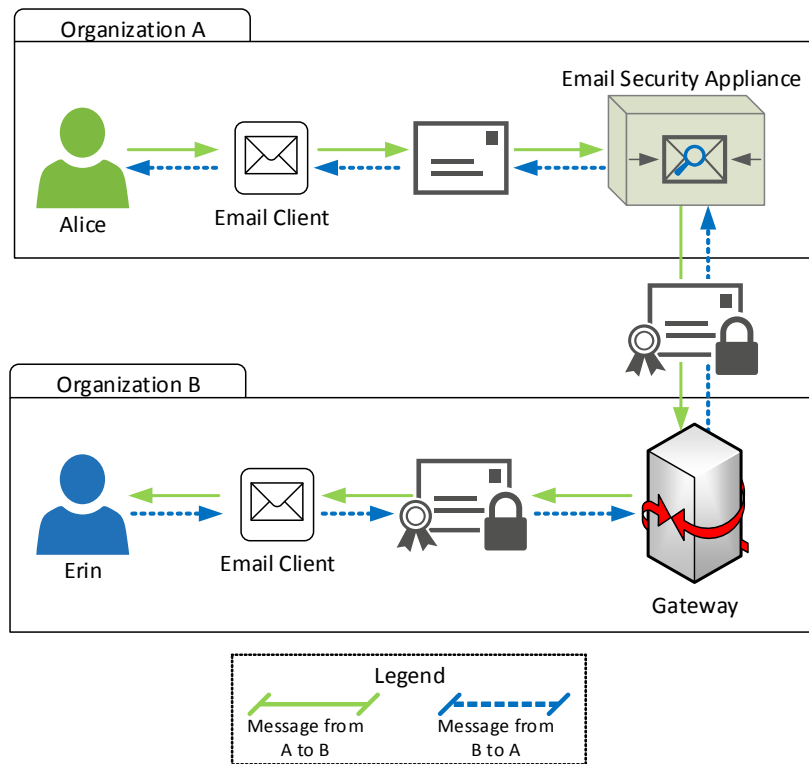 Organization A
Email Security Appliance
Alice
Email Client
Organization B
Erin
Email Client
Gateway
Legend
Message from
A to B
Message from
B to A